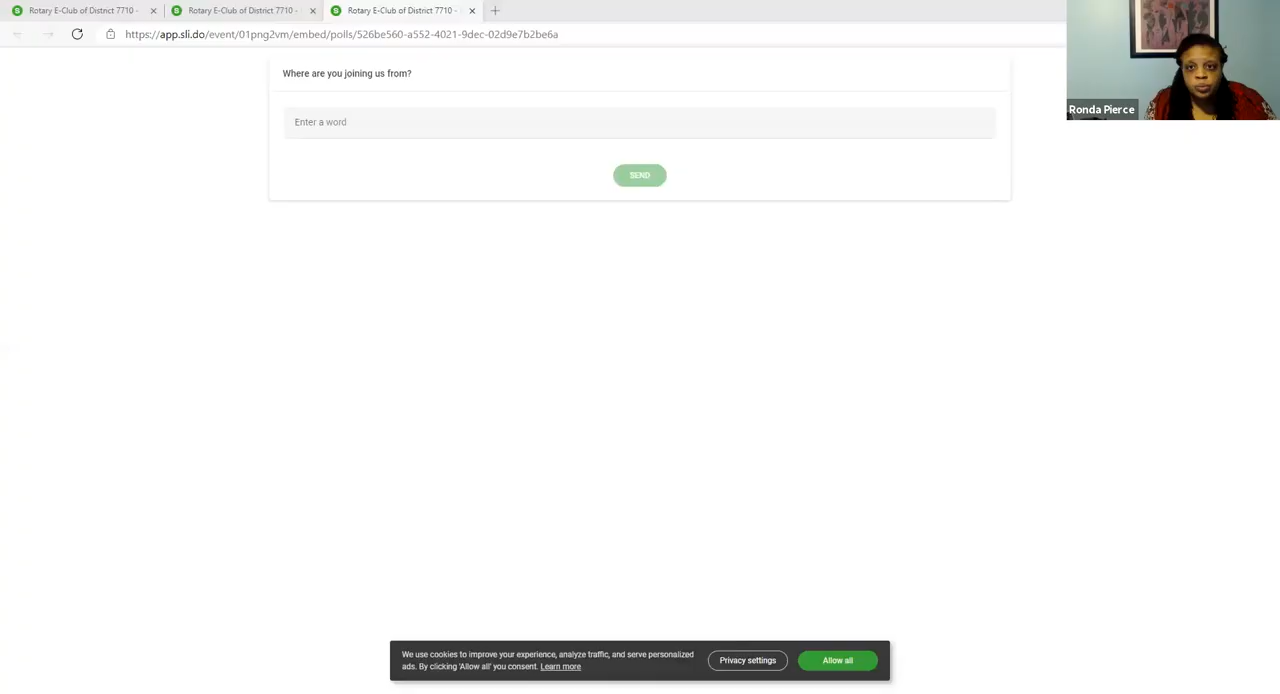 Rotary E-Club of District 7710 -
Rotary E-Club of District 7710 -
Rotary E-Club of District 7710 -
https://app.sli.do/event/01png2vm/embed/polls/526be560-a552-4021-9dec-02d9e7b2be6a
Ronda Pierce
Where are you joining us from?
Enter a word
SEND
We use cookies to improve your experience, analyze traffic, and serve personalized
ads. By clicking 'Allow all' you consent. Learn more
Privacy settings
Allow all